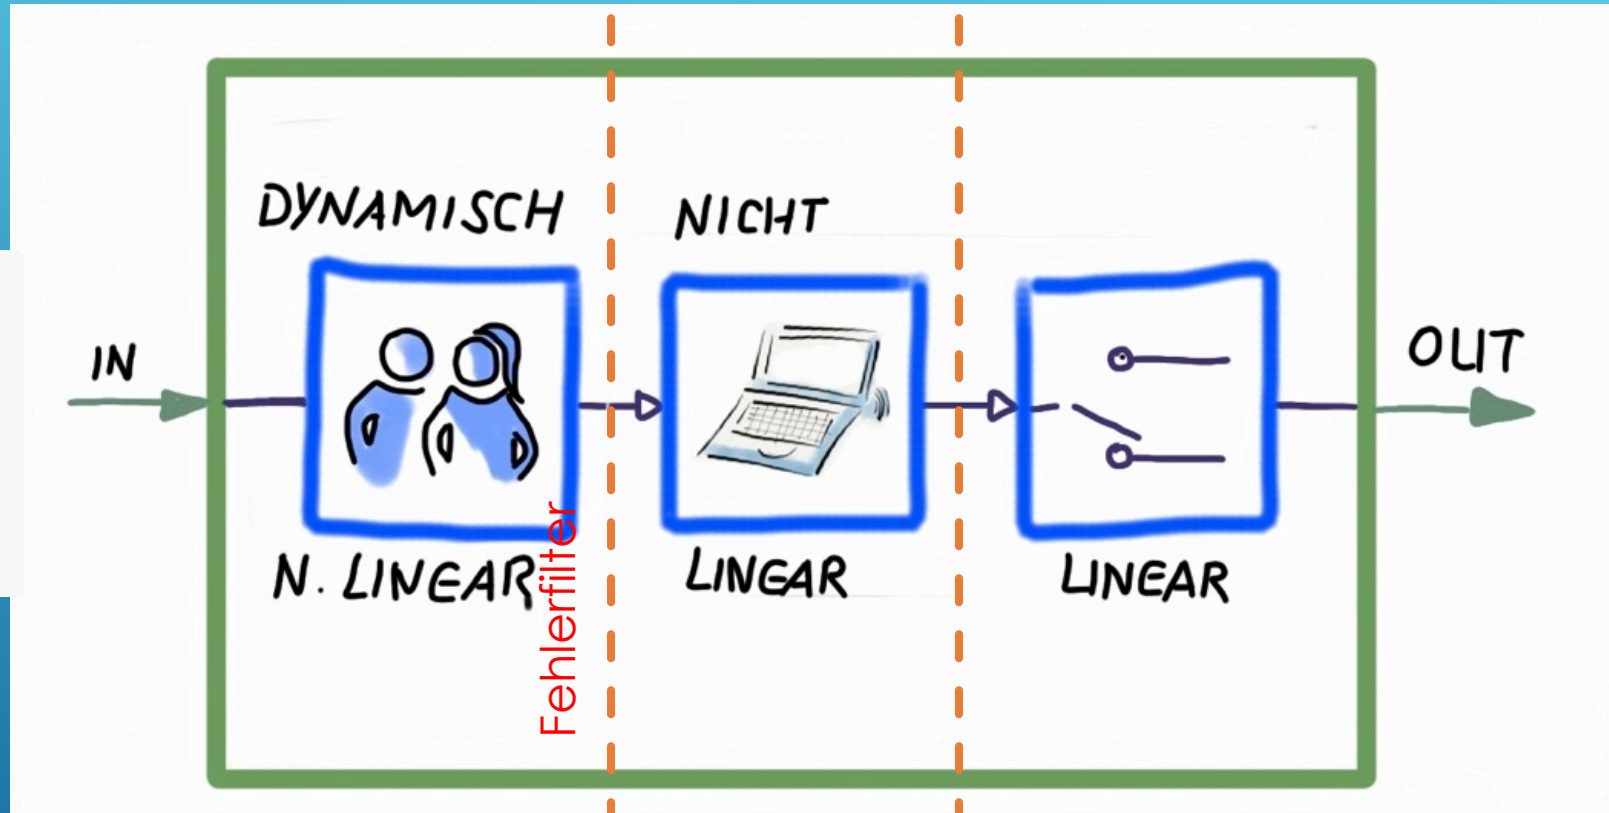 DYNAMISCH
NICHT
IN
OUT
N. LINEAR
LINEAR
LINEAR
Fehlerfilter